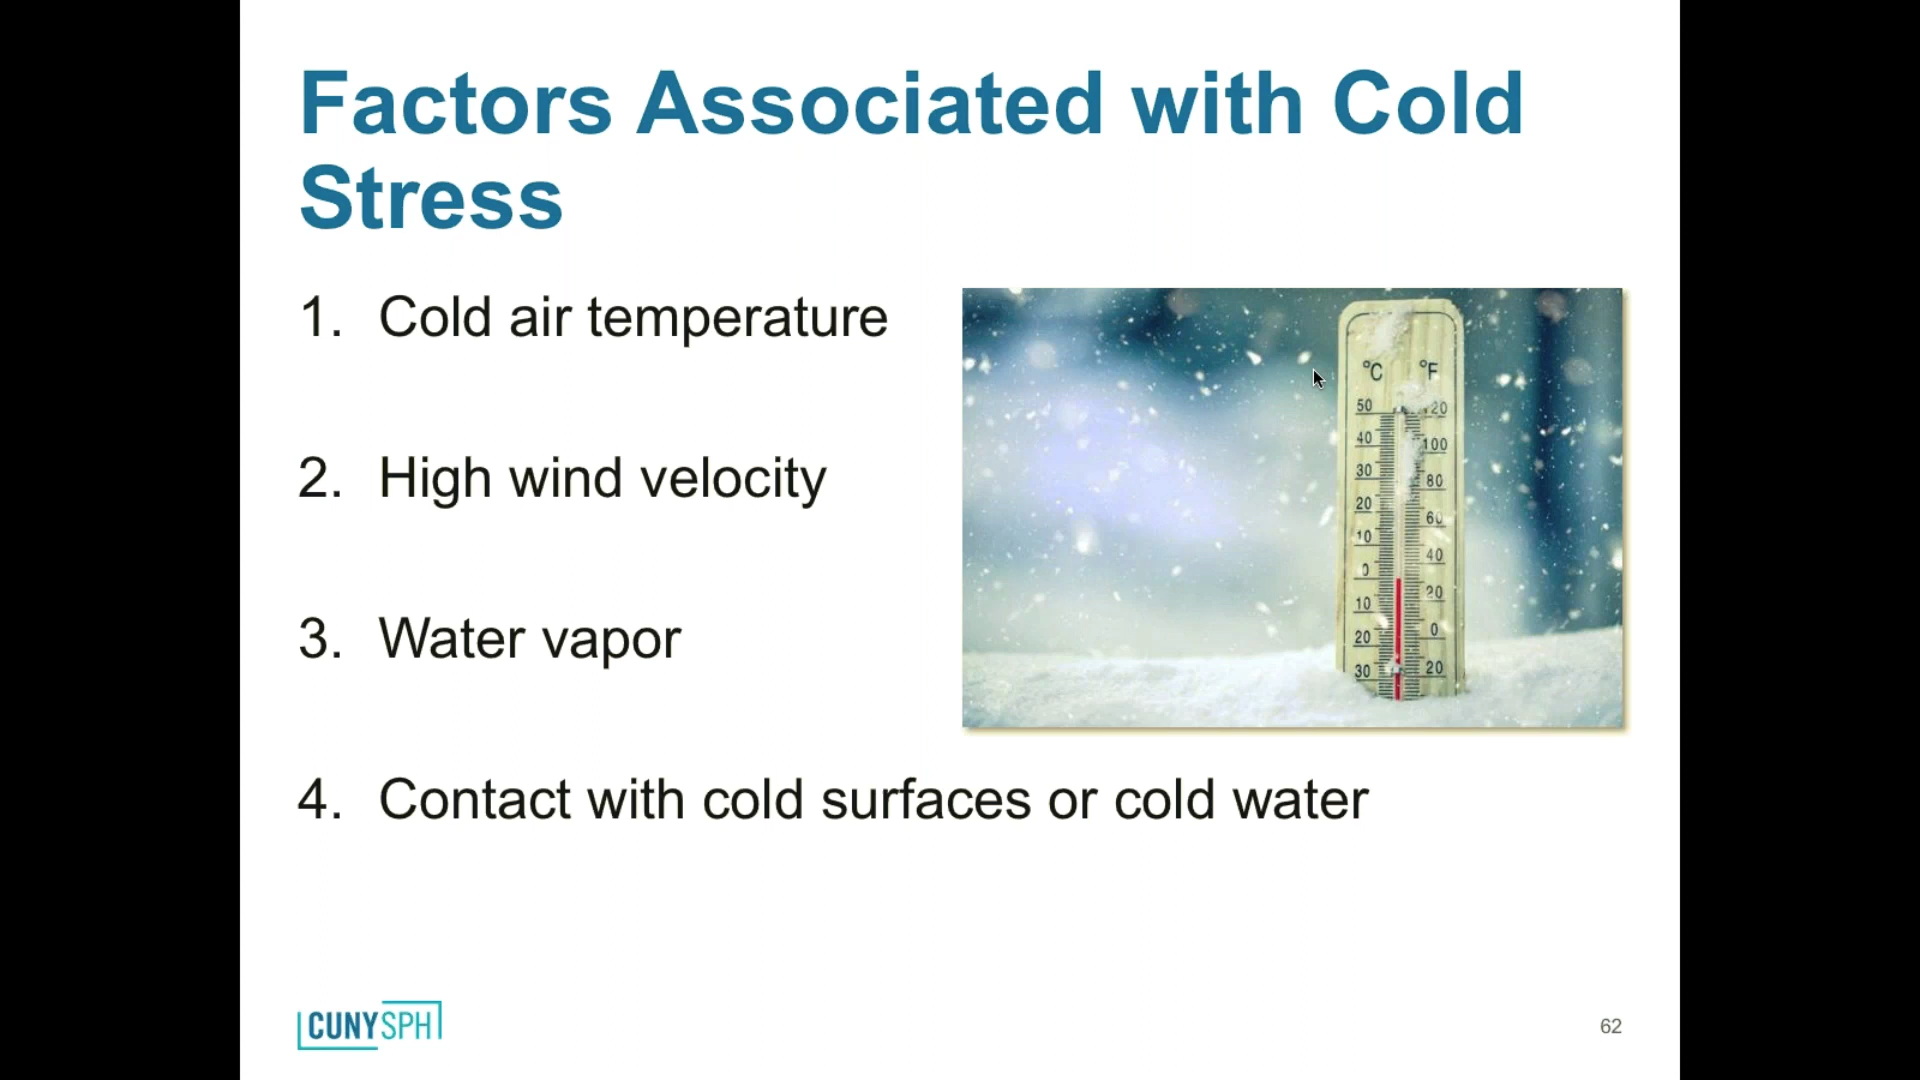 Factors Associated with Cold
Stress
1. Cold air temperature
2. High wind velocity
3. Water vapor
4. Contact with cold surfaces or cold water
°C °F
50 120
40 100
30 80
20 60
10 40
0 20
10 0
20 20
30
CUNY SPH
62